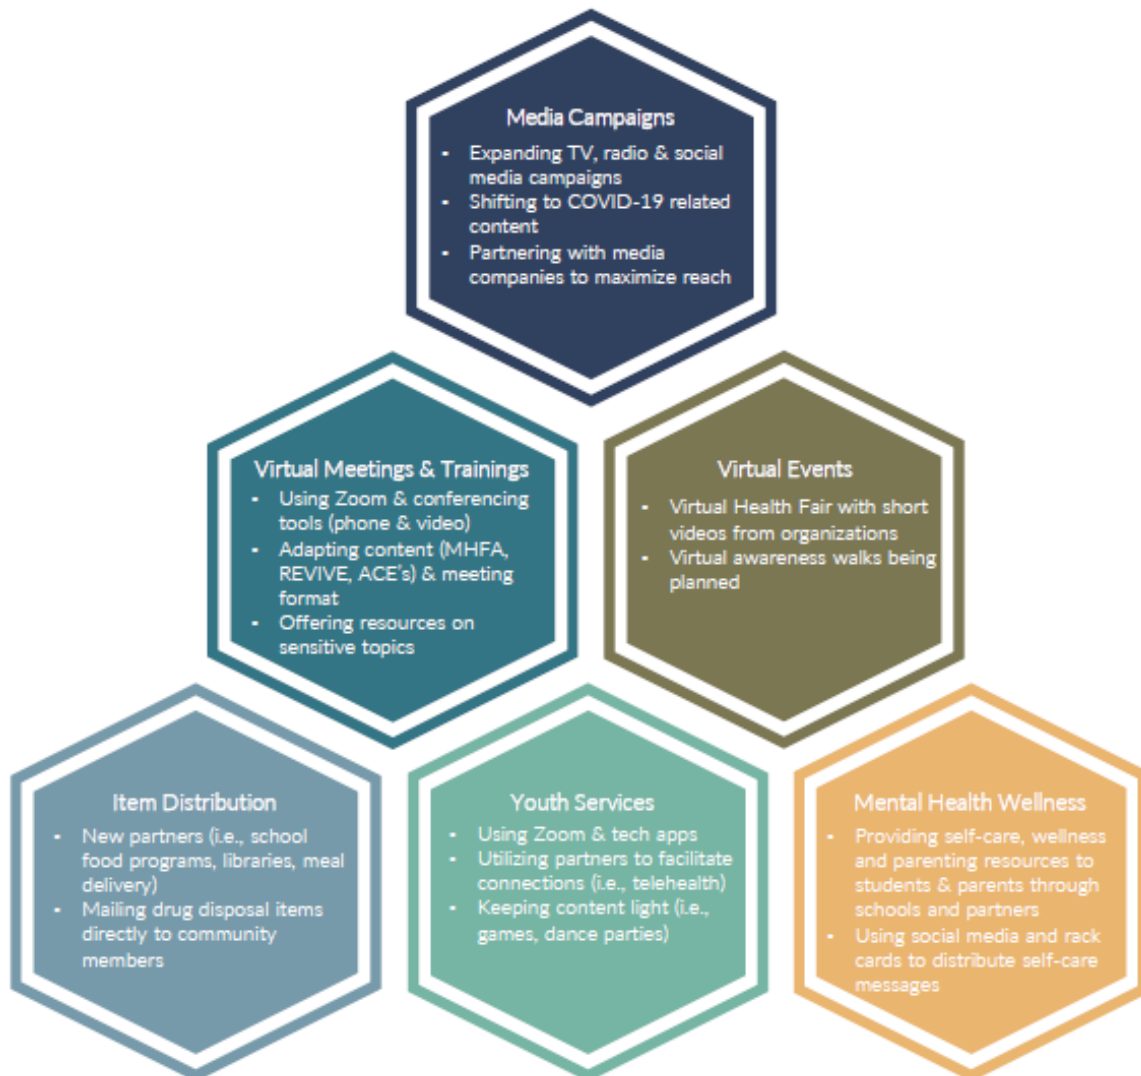 Media Campaigns
- Expanding TV, radio & social
media campaigns
- Shifting to COVID-19 related
content
- Partnering with media
companies to maximize reach
Virtual Meetings & Trainings
- Using Zoom & conferencing
tools (phone & video)
- Adapting content (MHFA,
REVIVE, ACE's) & meeting
format
- Offering resources on
sensitive topics
Virtual Events
- Virtual Health Fair with short
videos from organizations
- Virtual awareness walks being
planned
Item Distribution
- New partners (i.e., school
food programs, libraries, meal
delivery)
- Mailing drug disposal items
directly to community
members
Youth Services
- Using Zoom & tech apps
- Utilizing partners to facilitate
connections (i.e., telehealth)
- Keeping content light (i.e.,
games, dance parties)
Mental Health Wellness
- Providing self-care, wellness
and parenting resources to
students & parents through
schools and partners
- Using social media and rack
cards to distribute self-care
messages